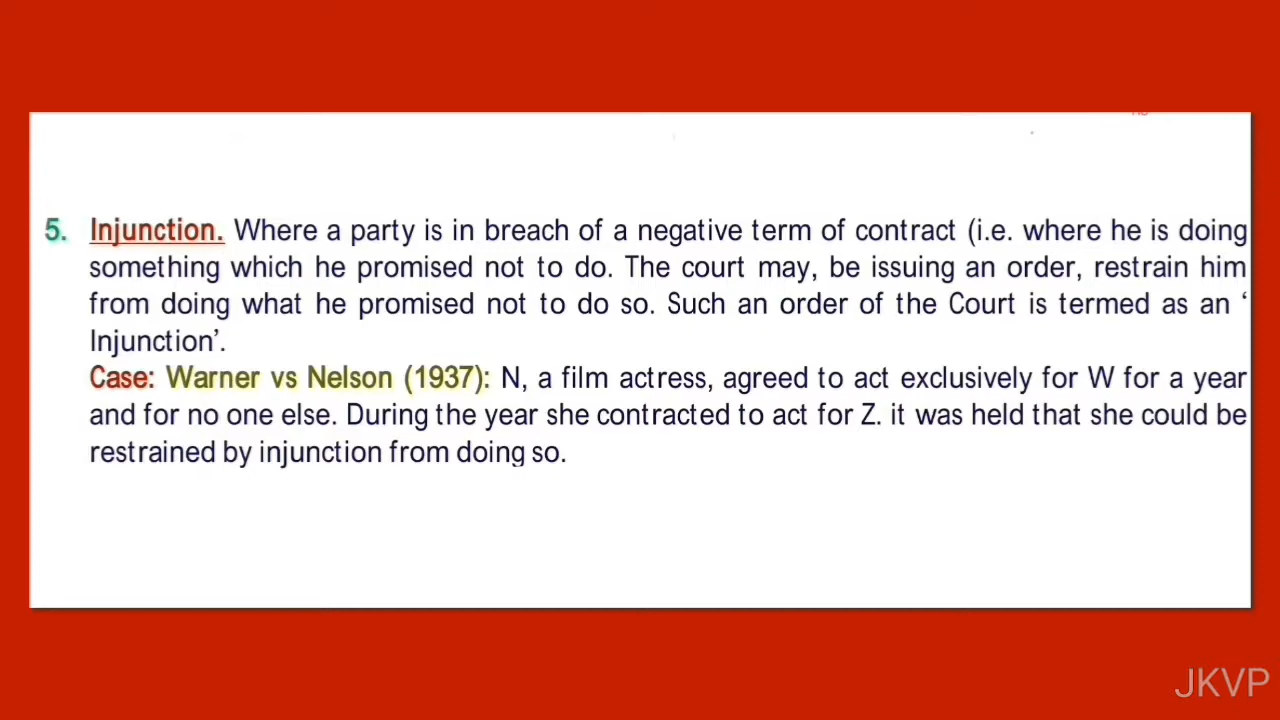 5. Injunction. Where a party is in breach of a negative term of contract (i.e. where he is doing
something which he promised not to do. The court may, be issuing an order, restrain him
from doing what he promised not to do so. Such an order of the Court is termed as an ‘
Injunction’.
Case: Warner vs Nelson (1937): N, a film actress, agreed to act exclusively for W for a year
and for no one else. During the year she contracted to act for Z. it was held that she could be
restrained by injunction from doing so.
JKVP